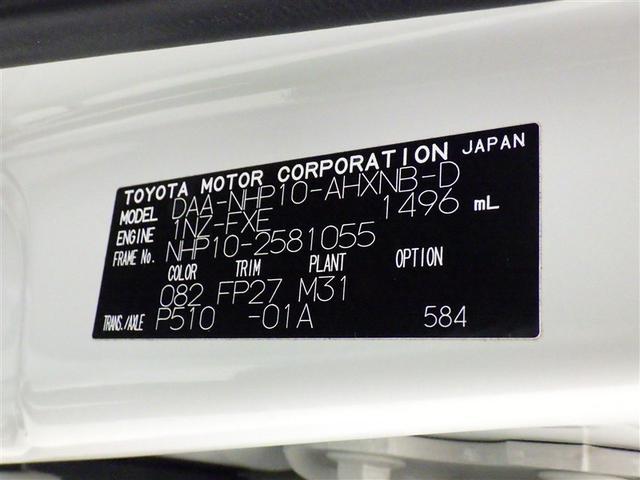 TOYOTA MOTOR CORPORATION JAPAN
MODEL DAA-NHP10-AHXNB-D
ENGINE 1NZ-FXE 1496 mL
FRAME No. NHP10-2581055
COLOR TRIM PLANT OPTION
082 FP27 M31
TRANS./AXLE P510 -01A 584